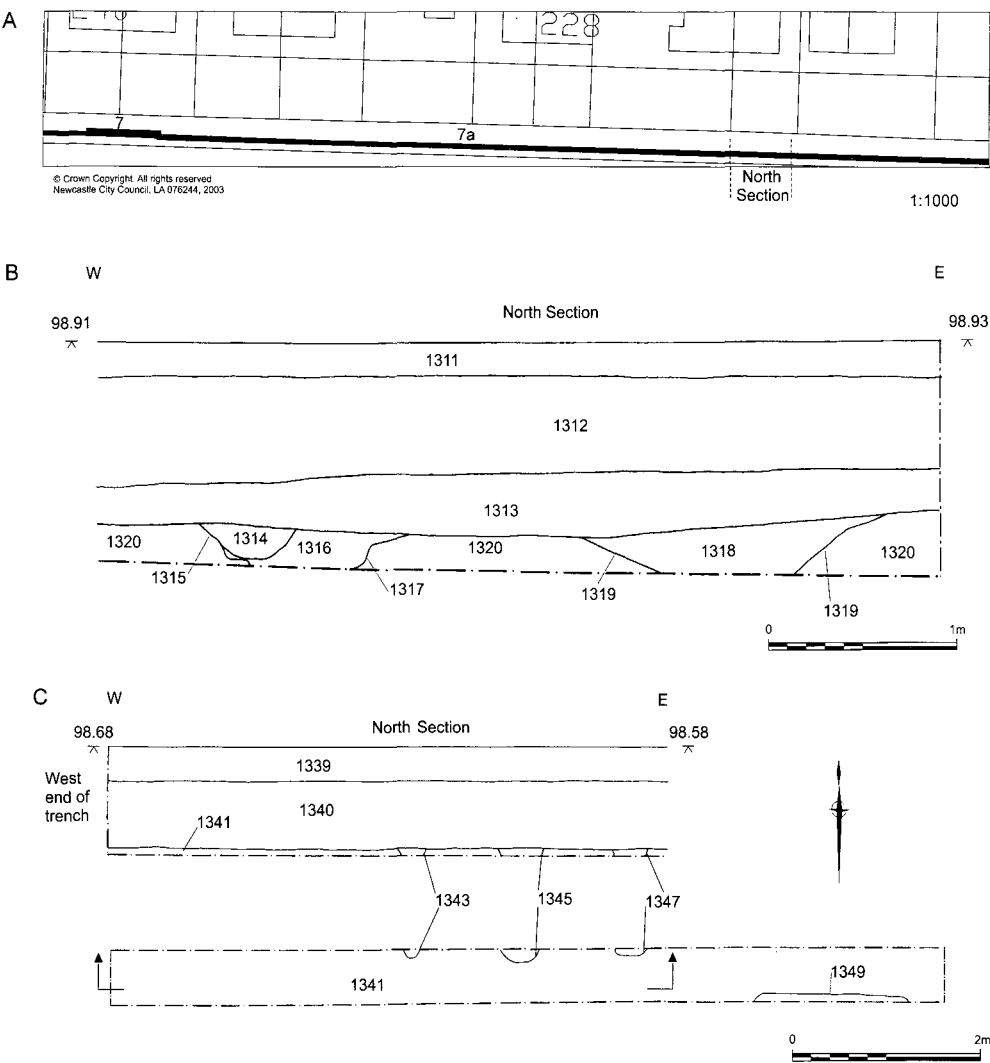 A
228
7
7a
© Crown Copyright. All rights reserved
Newcastle City Council, LA 076244, 2003
North
Section
1:1000
B
W
E
North Section
98.91
98.93
1311
1312
1313
1320
1314
1316
1320
1318
1320
1315
1317
1319
1319
0
1m
C
W
E
North Section
98.68
98.58
West
end of
trench
1339
1340
1341
1343
1345
1347
1341
1349
0
2m